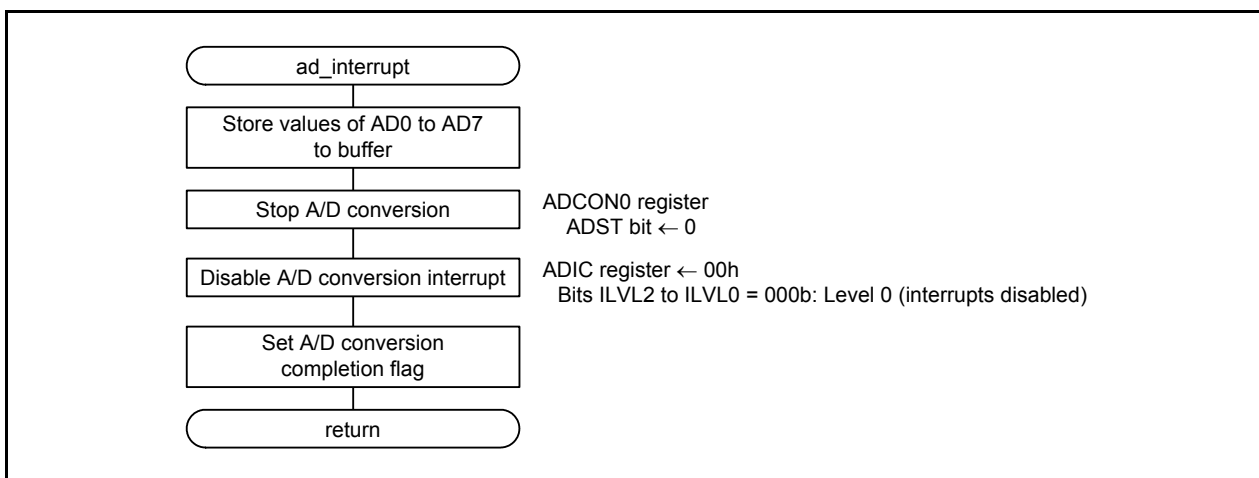 ad_interrupt
Store values of AD0 to AD7
to buffer
Stop A/D conversion
ADCON0 register
ADST bit ← 0
Disable A/D conversion interrupt
ADIC register ← 00h
Bits ILVL2 to ILVL0 = 000b: Level 0 (interrupts disabled)
Set A/D conversion
completion flag
return